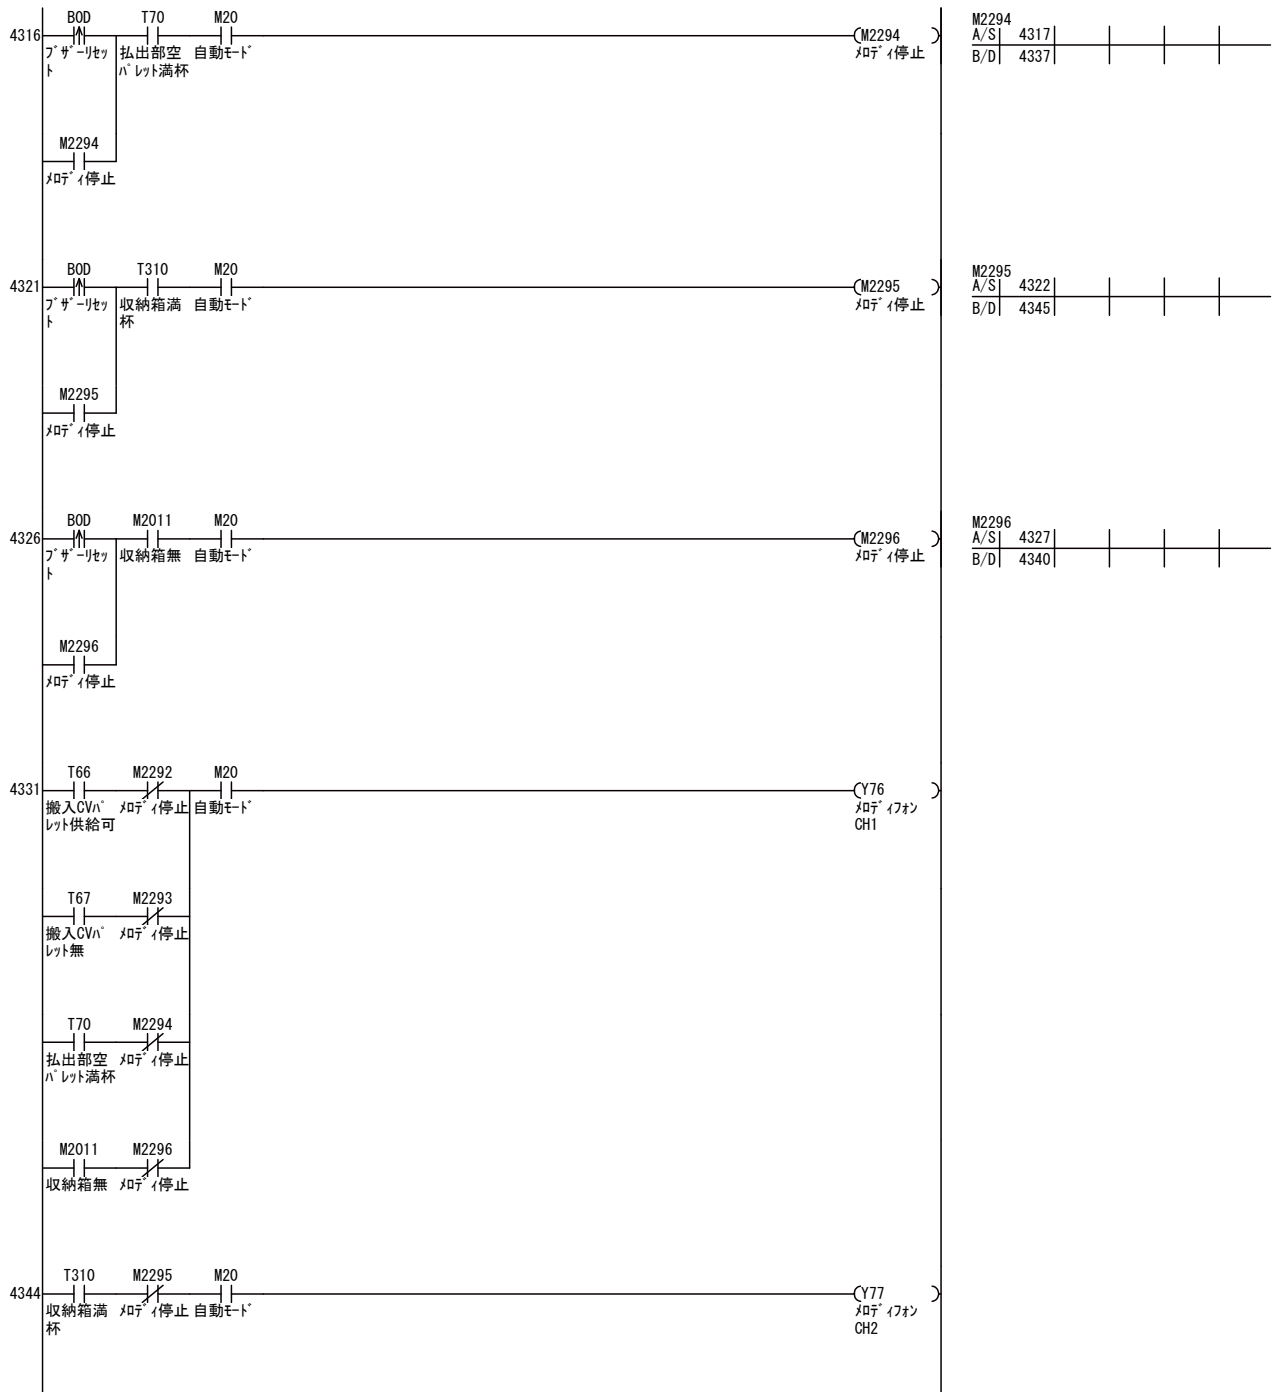 B0D T70 M20 M2294
4316 (M2294 ) A/S 4317
ﾌﾞｻﾞｰﾘｾｯ 払出部空 自動ﾓｰﾄﾞ ﾒﾛﾃﾞｨ停止 B/D 4337
ﾄ ﾊﾟﾚｯﾄ満杯
M2294
ﾒﾛﾃﾞｨ停止
B0D T310 M20 M2295
4321 (M2295 ) A/S 4322
ﾌﾞｻﾞｰﾘｾｯ 収納箱満 自動ﾓｰﾄﾞ ﾒﾛﾃﾞｨ停止 B/D 4345
ﾄ 杯
M2295
ﾒﾛﾃﾞｨ停止
B0D M2011 M20 M2296
4326 (M2296 ) A/S 4327
ﾌﾞｻﾞｰﾘｾｯ 収納箱無 自動ﾓｰﾄﾞ ﾒﾛﾃﾞｨ停止 B/D 4340
ﾄ
M2296
ﾒﾛﾃﾞｨ停止
T66 M2292 M20
4331 (Y76 )
搬入CVﾊﾟ ﾒﾛﾃﾞｨ停止 自動ﾓｰﾄﾞ ﾒﾛﾃﾞｨﾌｫﾝ
ﾚｯﾄ供給可 CH1
T67 M2293
搬入CVﾊﾟ ﾒﾛﾃﾞｨ停止
ﾚｯﾄ無
T70 M2294
払出部空 ﾒﾛﾃﾞｨ停止
ﾊﾟﾚｯﾄ満杯
M2011 M2296
収納箱無 ﾒﾛﾃﾞｨ停止
T310 M2295 M20
4344 (Y77 )
収納箱満 ﾒﾛﾃﾞｨ停止 自動ﾓｰﾄﾞ ﾒﾛﾃﾞｨﾌｫﾝ
杯 CH2